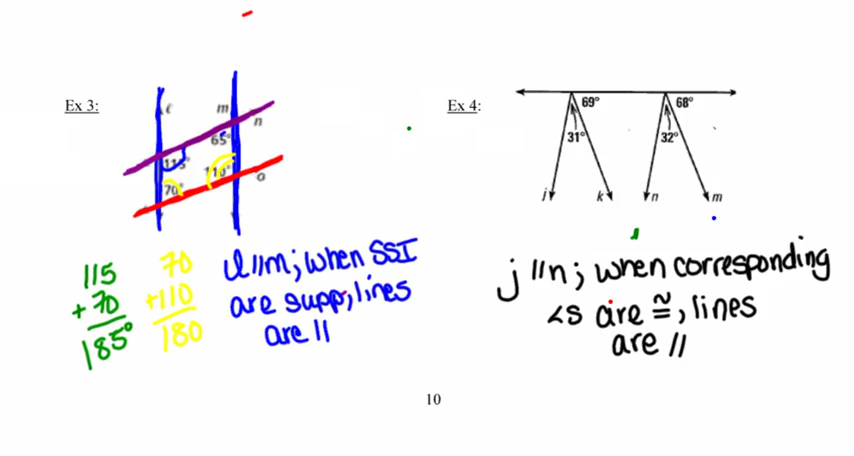 Ex 3:
ℓ
m
n
65°
115°
110°
70°
o
115
+ 70
185°
70
+110
180
ℓ//m; when SSI
are supp, lines
are //
Ex 4:
69°
68°
31°
32°
j
k
n
m
j //n; when corresponding
∠s are ≅, lines
are //
10